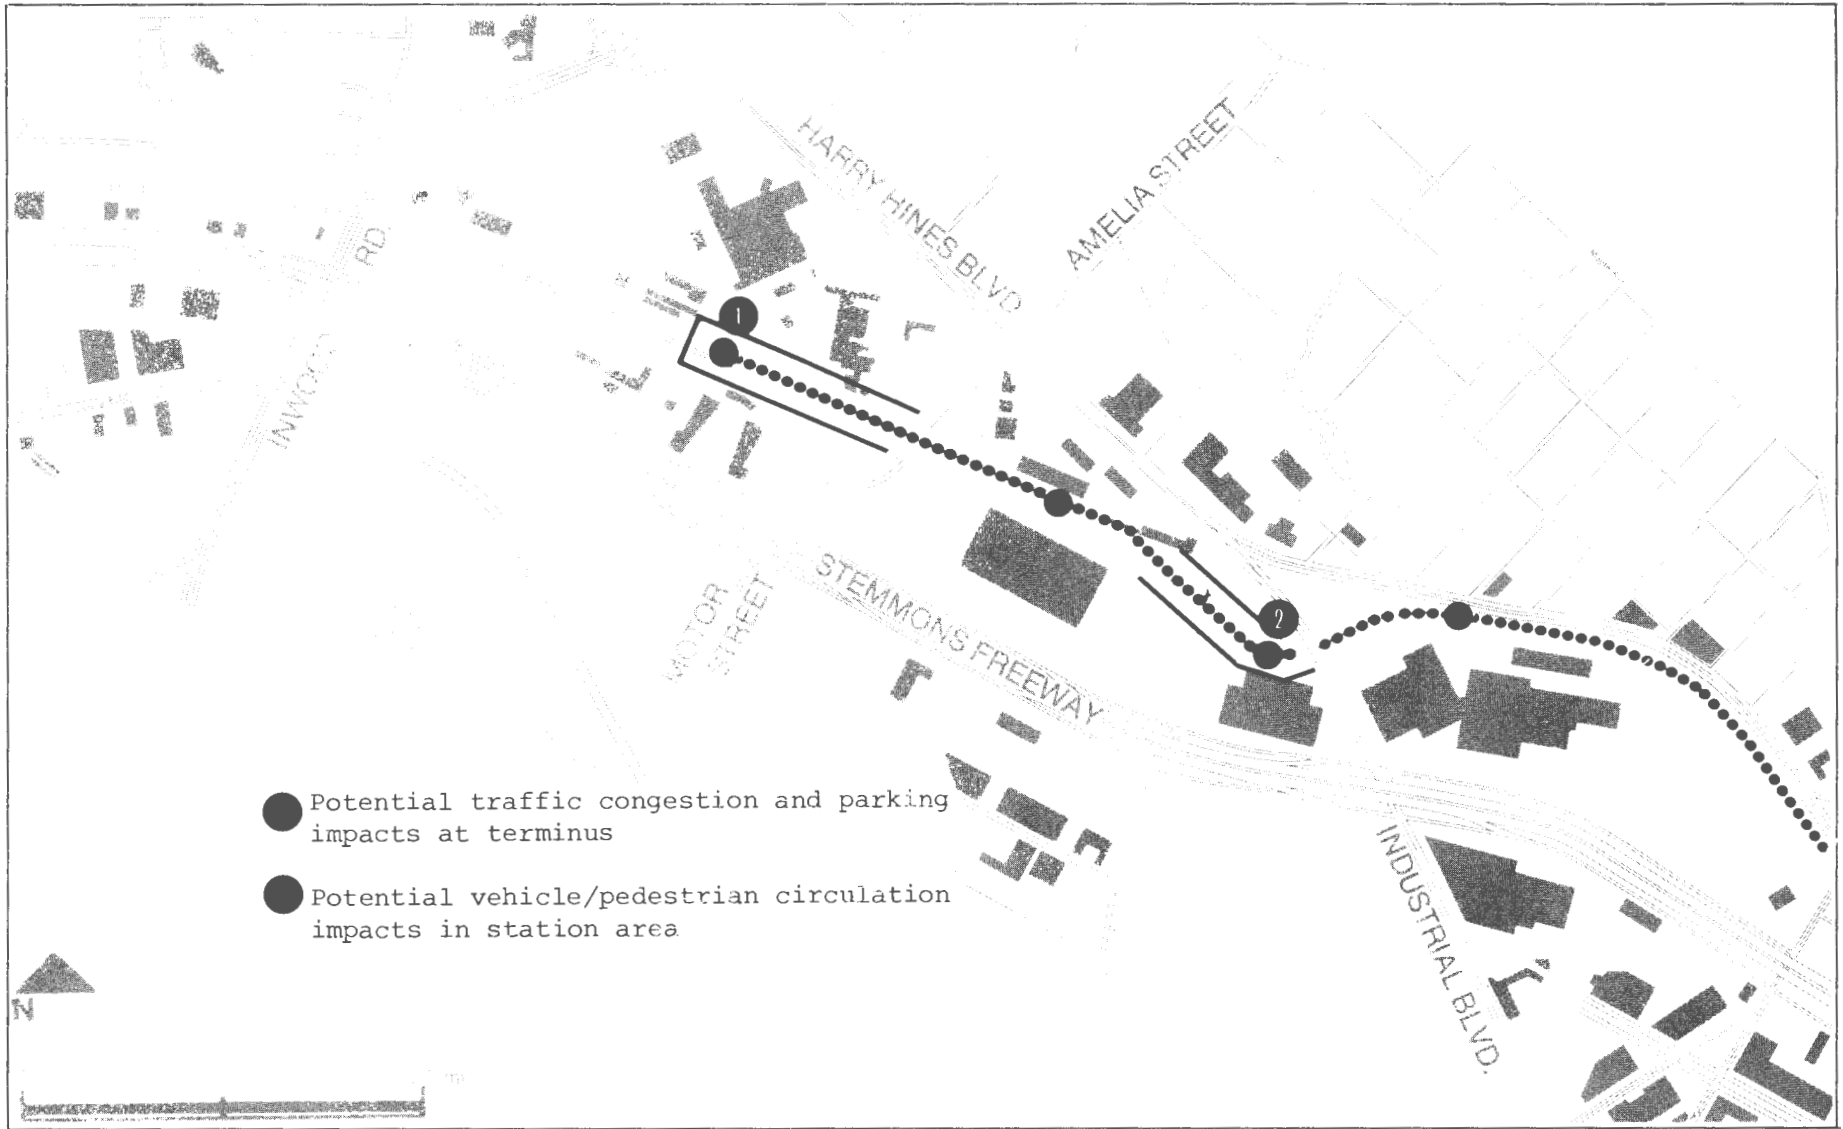 HARRY HINES BLVD
AMELIA STREET
RD
INWOOD
1
STEMMONS FREEWAY
MOTOR
STREET
2
Potential traffic congestion and parking
impacts at terminus
Potential vehicle/pedestrian circulation
impacts in station area
INDUSTRIAL BLVD.
N